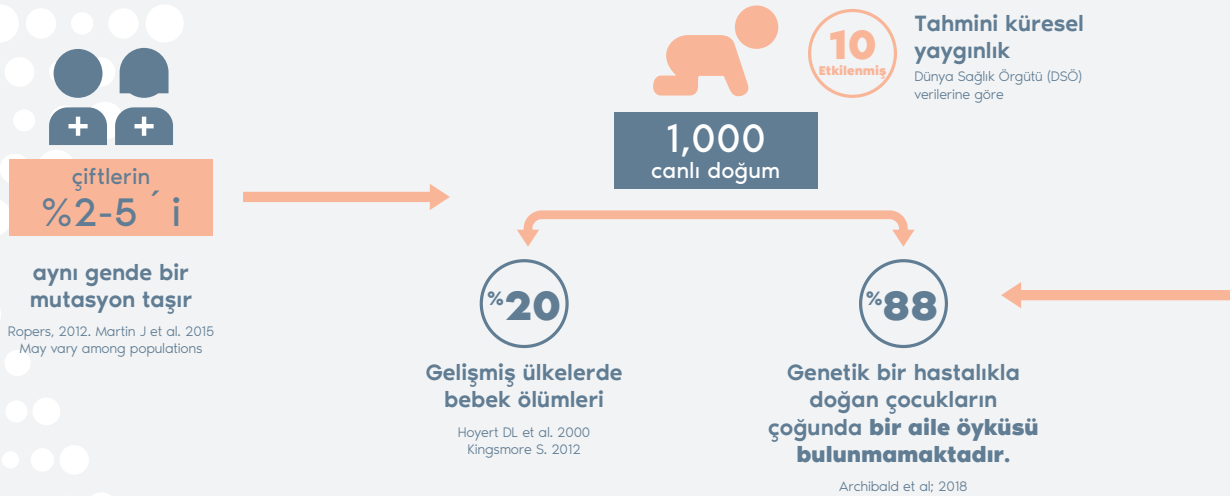 çiftlerin
%2-5 ´ i
aynı gende bir
mutasyon taşır
Ropers, 2012. Martin J et al. 2015
May vary among populations
1,000
canlı doğum
10
Etkilenmiş
Tahmini küresel
yaygınlık
Dünya Sağlık Örgütü (DSÖ)
verilerine göre
%20
Gelişmiş ülkelerde
bebek ölümleri
Hoyert DL et al. 2000
Kingsmore S. 2012
%88
Genetik bir hastalıkla
doğan çocukların
çoğunda bir aile öyküsü
bulunmamaktadır.
Archibald et al; 2018